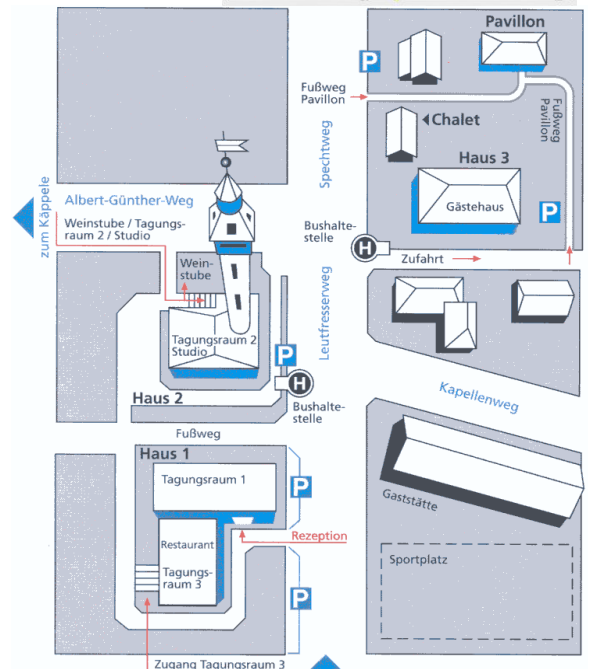 Pavillon
P
Fußweg
Pavillon
Fußweg
Pavillon
Chalet
Spechtweg
Haus 3
Gästehaus
P
zum Käppele
Albert-Günther-Weg
Weinstube / Tagungs-
raum 2 / Studio
Bushalte-
stelle
H
Zufahrt
Wein-
stube
Leutfresserweg
Tagungsraum 2
Studio
P
H
Haus 2
Bushalte-
stelle
Kapellenweg
Fußweg
Haus 1
Tagungsraum 1
P
Gaststätte
Rezeption
Restaurant
Tagungs-
raum 3
P
Sportplatz
Zugang Tagungsraum 3